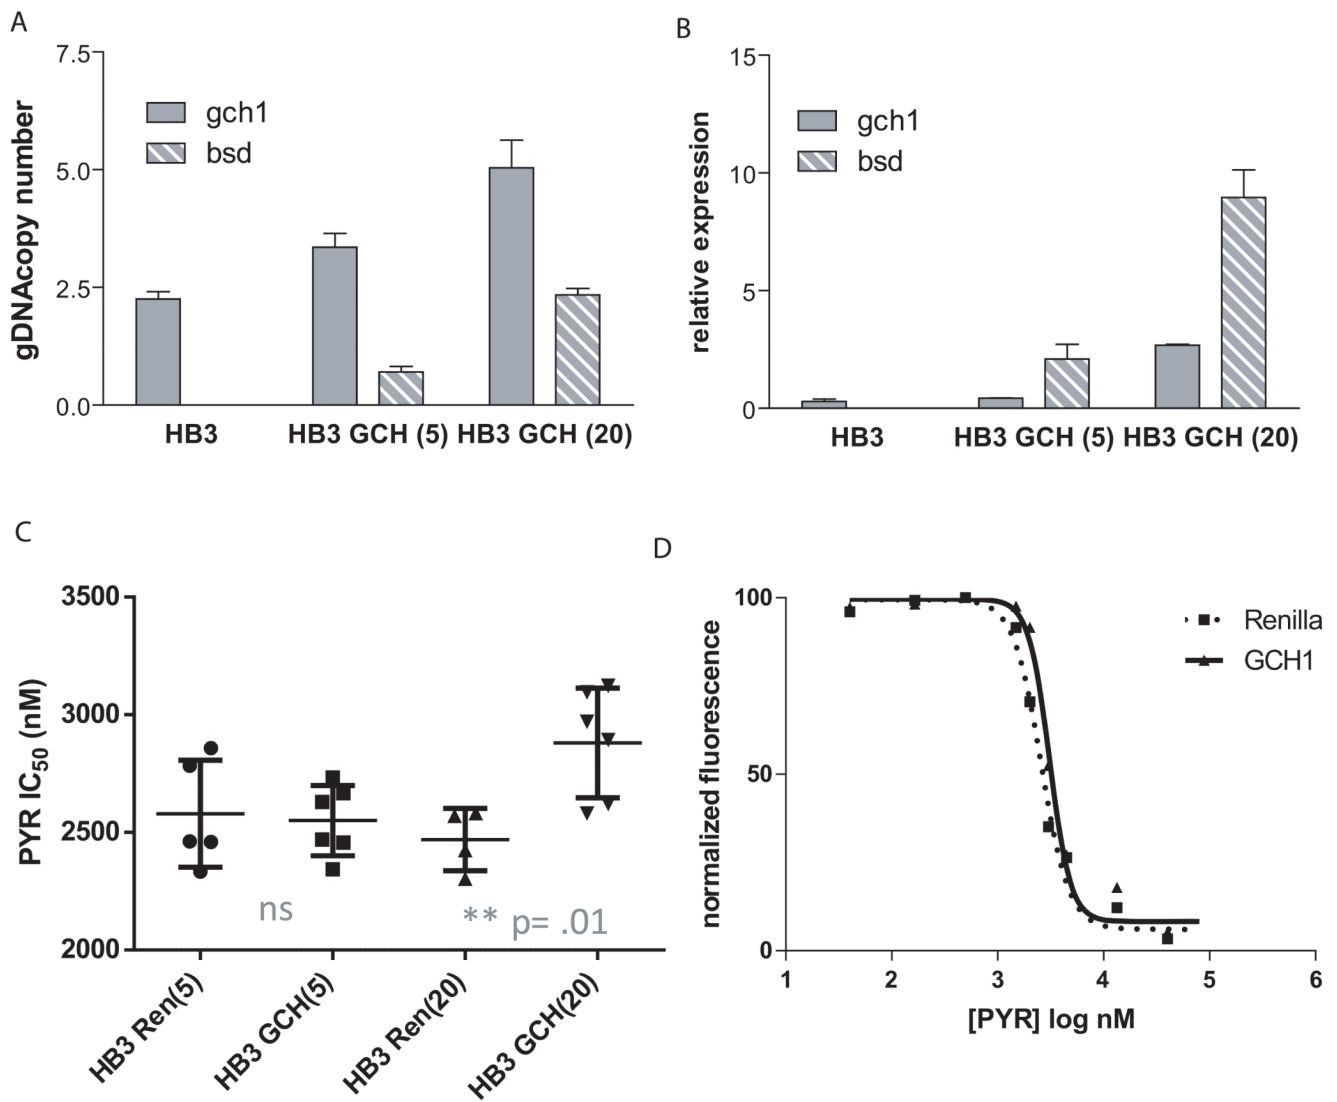 A
7.5
5.0
2.5
0.0
gDNAcopy number
gch1
bsd
HB3
HB3 GCH (5)
HB3 GCH (20)
B
15
10
5
0
relative expression
gch1
bsd
HB3
HB3 GCH (5)
HB3 GCH (20)
C
3500
3000
2500
2000
PYR IC50 (nM)
ns
** p= .01
HB3 Ren(5)
HB3 GCH(5)
HB3 Ren(20)
HB3 GCH(20)
D
100
50
0
normalized fluorescence
Renilla
GCH1
1 2 3 4 5 6
[PYR] log nM